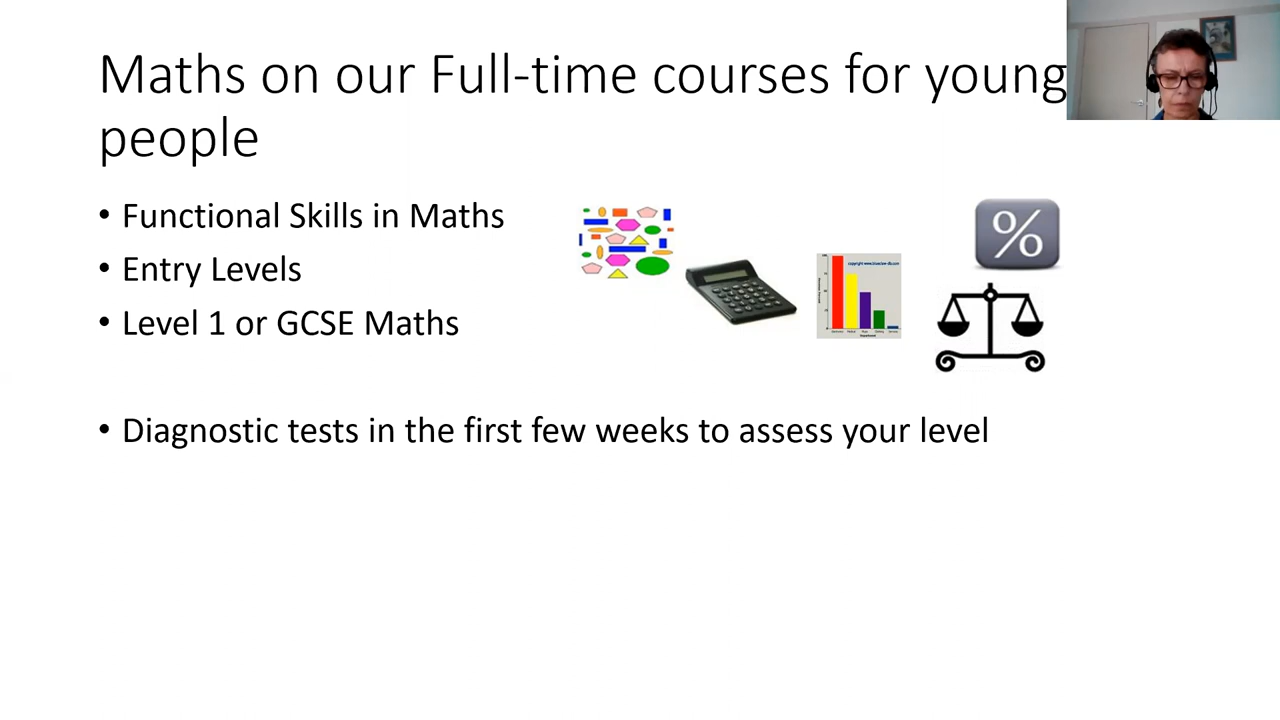 Maths on our Full-time courses for young
people
• Functional Skills in Maths
• Entry Levels
• Level 1 or GCSE Maths
%
• Diagnostic tests in the first few weeks to assess your level